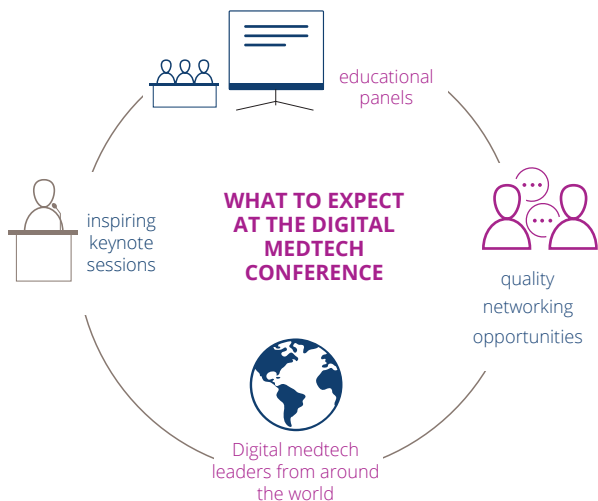 educational
panels
WHAT TO EXPECT
AT THE DIGITAL
MEDTECH
CONFERENCE
inspiring
keynote
sessions
quality
networking
opportunities
Digital medtech
leaders from around
the world